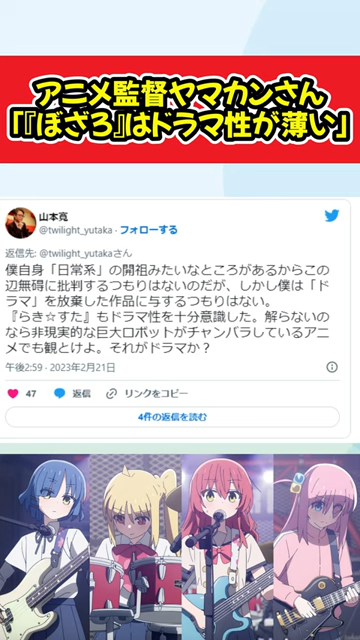 アニメ監督ヤマカンさん
「『ぼざろ』はドラマ性が薄い」
山本寛
@twilight_yutaka · フォローする
返信先: @twilight_yutakaさん
僕自身「日常系」の開祖みたいなところがあるからこの
辺無碍に批判するつもりはないのだが、しかし僕は「ド
ラマ」を放棄した作品に与するつもりはない。
『らき☆すた』もドラマ性を十分意識した。解らないの
なら非現実的な巨大ロボットがチャンバラしているアニ
メでも観とけよ。それがドラマか？
午後2:59 · 2023年2月21日
47 返信 リンクをコピー
4件の返信を読む